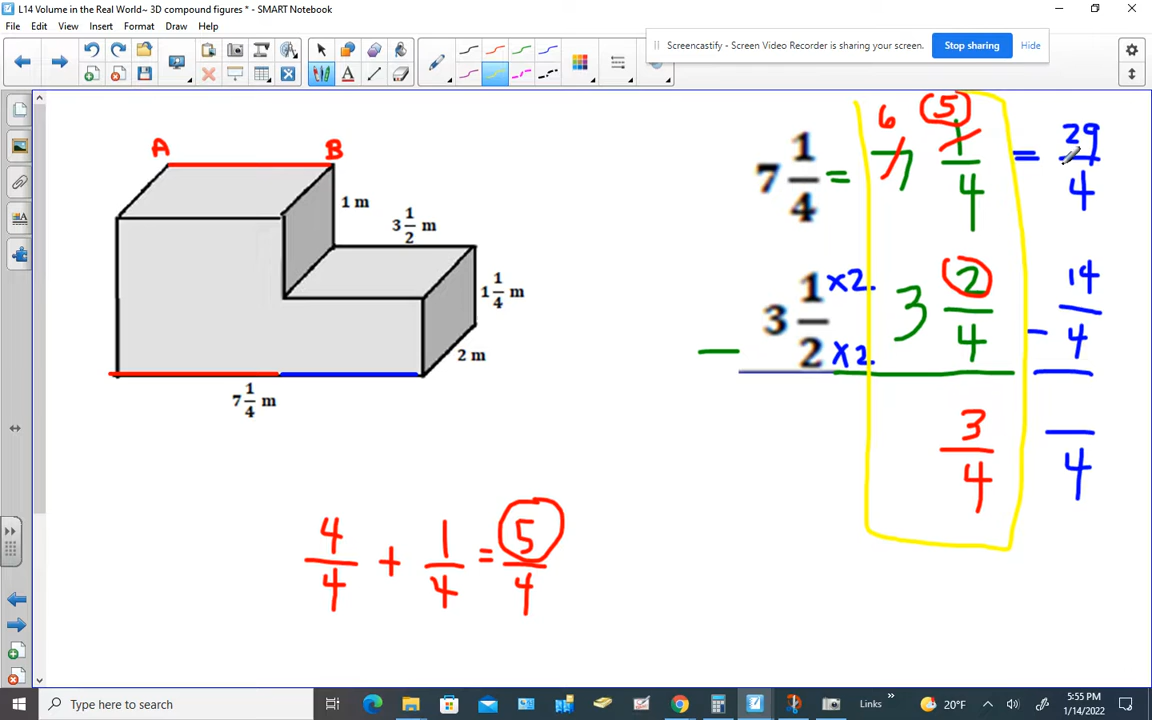 L14 Volume in the Real World~ 3D compound figures * - SMART Notebook
File Edit View Insert Format Draw Help
Screencastify - Screen Video Recorder is sharing your screen. Stop sharing Hide
A B
1 m
3 1/2 m
1 1/4 m
2 m
7 1/4 m
7 1/4 = 6 7 (5) 1/4 = 29/4
3 1/2 ×2 ×2 3 2/4 14/4
– –
3/4 /4
4/4 + 1/4 = 5/4
Type here to search
Links
20°F
5:55 PM
1/14/2022